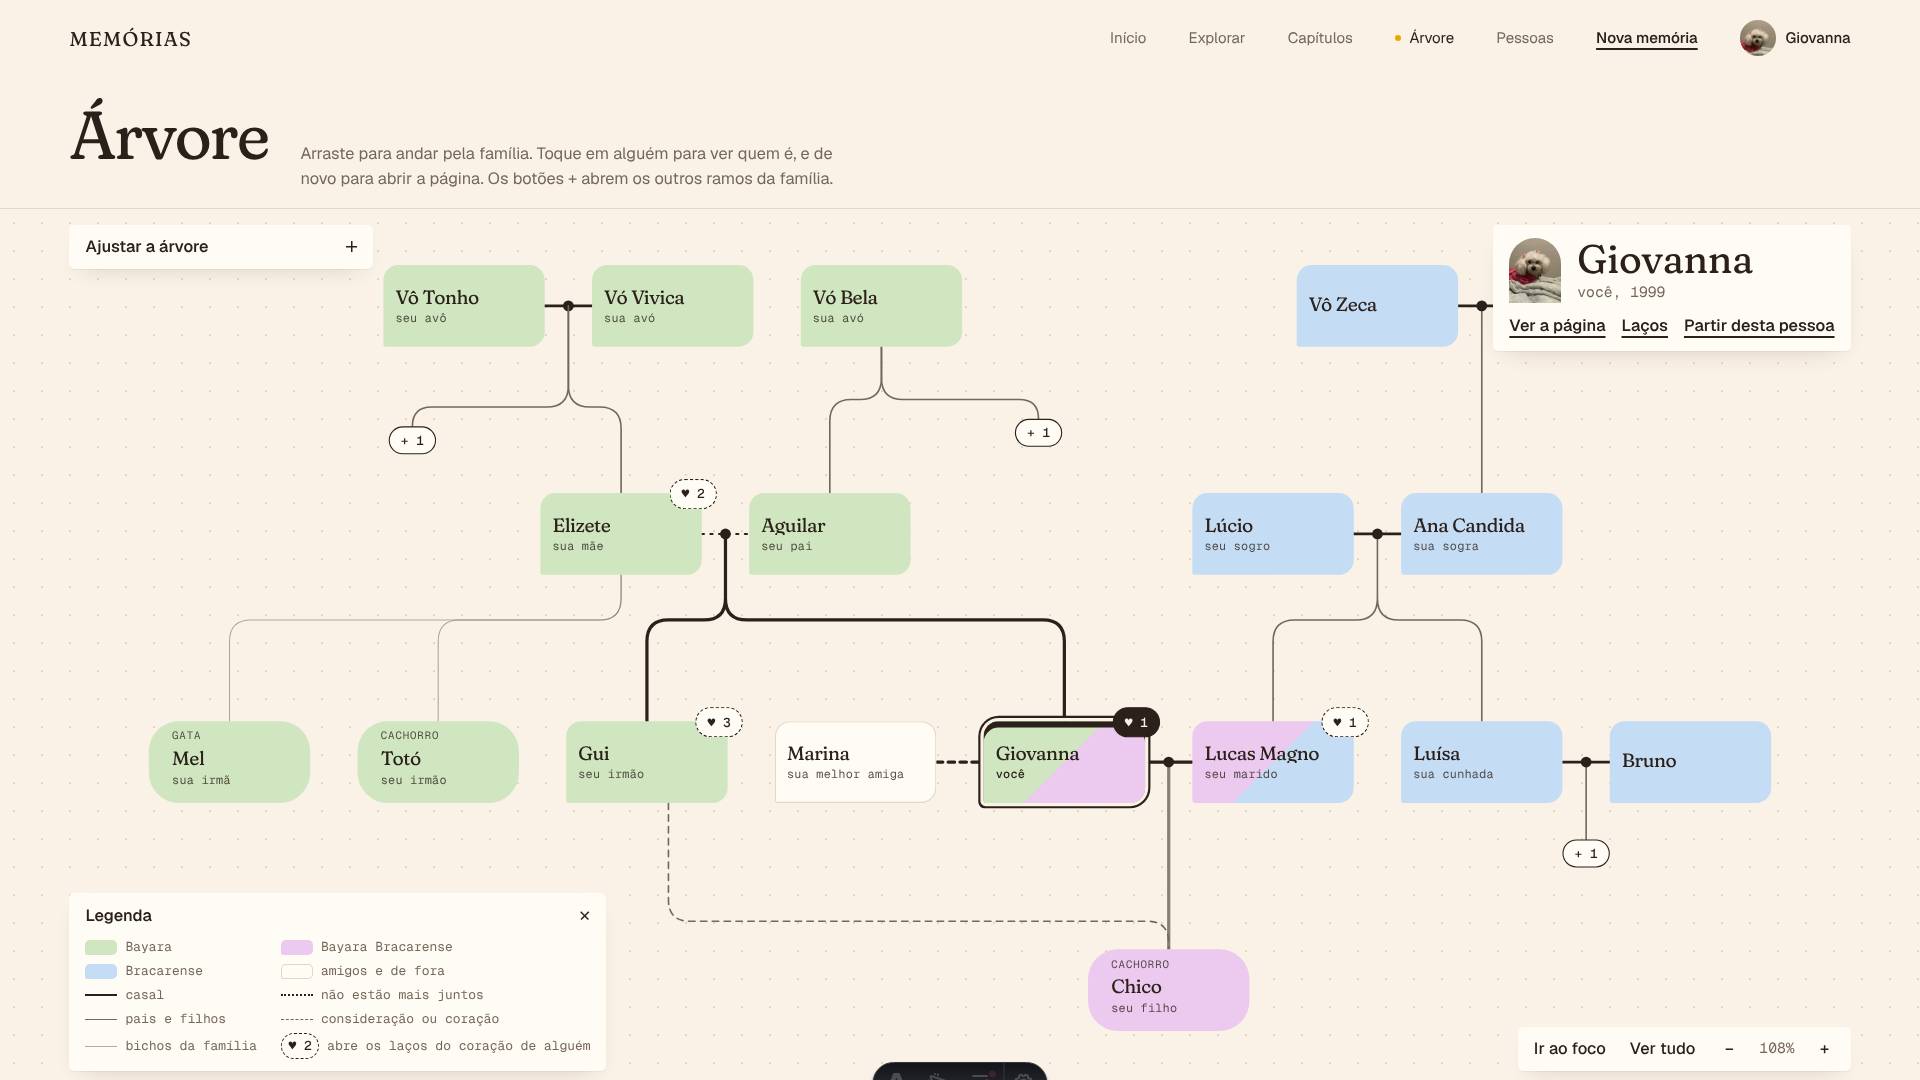 MEMÓRIAS
Início
Explorar
Capítulos
Árvore
Pessoas
Nova memória
Giovanna
Árvore
Arraste para andar pela família. Toque em alguém para ver quem é, e de
novo para abrir a página. Os botões + abrem os outros ramos da família.
Ajustar a árvore +
Giovanna
você, 1999
Ver a página
Laços
Partir desta pessoa
Vô Tonho
seu avô
Vó Vivica
sua avó
Vó Bela
sua avó
Vô Zeca
+ 1
+ 1
Elizete
sua mãe
♥ 2
Aguilar
seu pai
Lúcio
seu sogro
Ana Candida
sua sogra
GATA
Mel
sua irmã
CACHORRO
Totó
seu irmão
Gui
seu irmão
♥ 3
Marina
sua melhor amiga
Giovanna
você
♥ 1
Lucas Magno
seu marido
♥ 1
Luísa
sua cunhada
Bruno
+ 1
CACHORRO
Chico
seu filho
Legenda ×
Bayara
Bayara Bracarense
Bracarense
amigos e de fora
casal
não estão mais juntos
pais e filhos
consideração ou coração
bichos da família
♥ 2 abre os laços do coração de alguém
Ir ao foco
Ver tudo
− 108% +